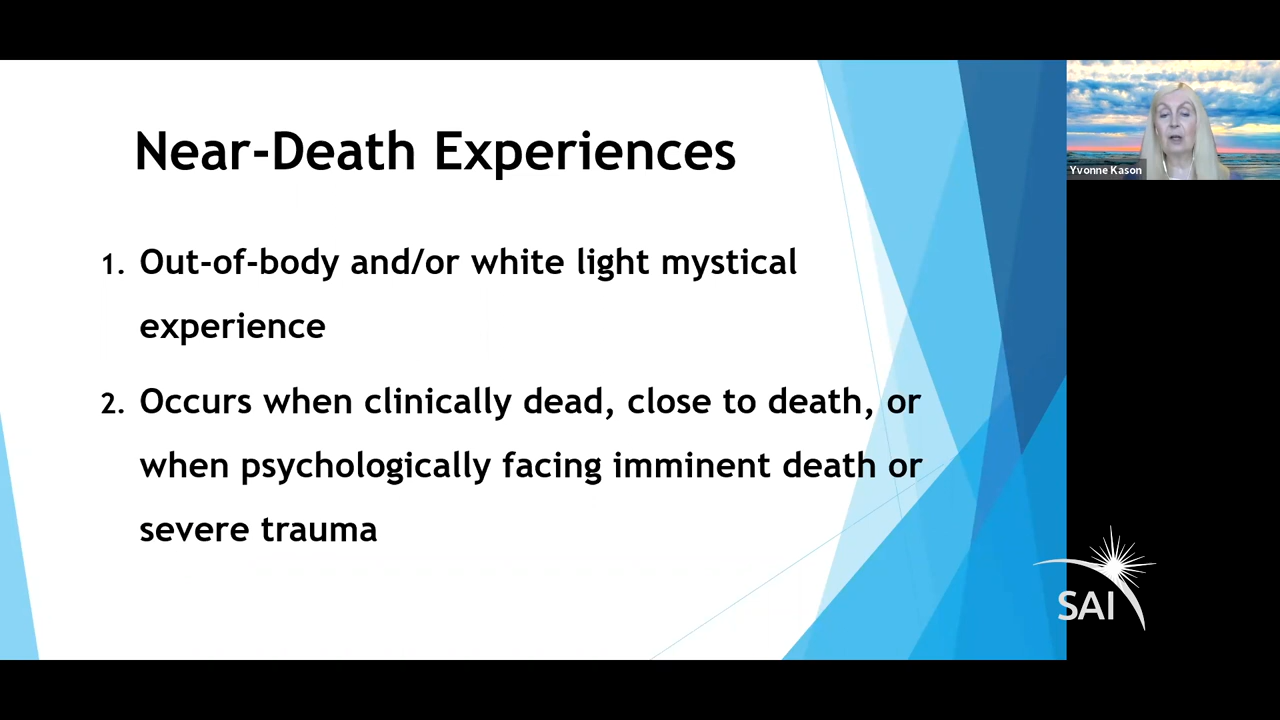 Near-Death Experiences
1. Out-of-body and/or white light mystical
experience
2. Occurs when clinically dead, close to death, or
when psychologically facing imminent death or
severe trauma
Yvonne Kason
SAI